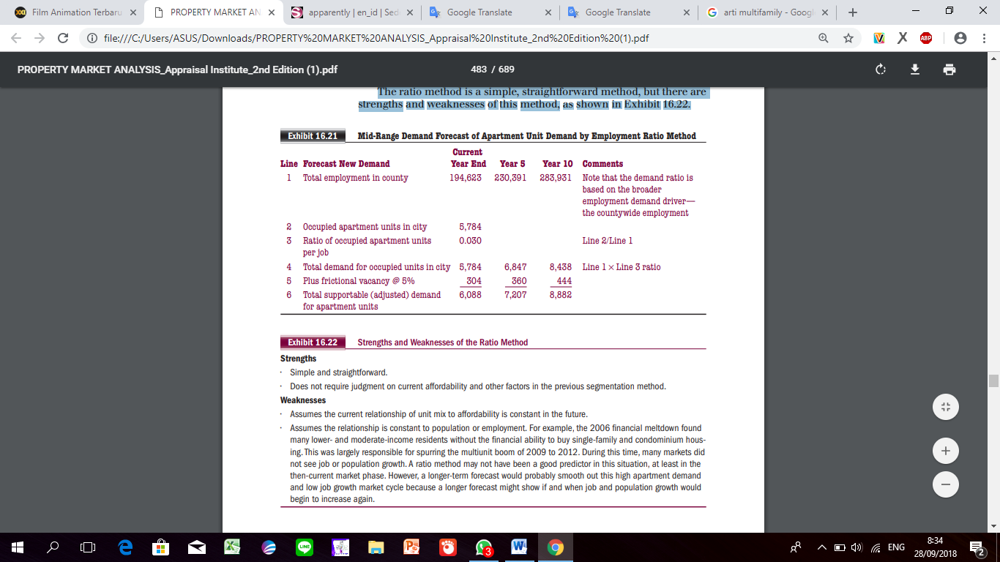 Film Animation Terbaru
PROPERTY MARKET AN
apparently | en_id | Sed
Google Translate
Google Translate
arti multifamily - Googl
file:///C:/Users/ASUS/Downloads/PROPERTY%20MARKET%20ANALYSIS_Appraisal%20Institute_2nd%20Edition%20(1).pdf
ABP
PROPERTY MARKET ANALYSIS_Appraisal Institute_2nd Edition (1).pdf
483 / 689
The ratio method is a simple, straightforward method, but there are
strengths and weaknesses of this method, as shown in Exhibit 16.22.
Exhibit 16.21 Mid-Range Demand Forecast of Apartment Unit Demand by Employment Ratio Method
Current
Line Forecast New Demand Year End Year 5 Year 10 Comments
1 Total employment in county 194,623 230,391 283,931 Note that the demand ratio is
based on the broader
employment demand driver—
the countywide employment
2 Occupied apartment units in city 5,784
3 Ratio of occupied apartment units 0.030 Line 2/Line 1
per job
4 Total demand for occupied units in city 5,784 6,847 8,438 Line 1 × Line 3 ratio
5 Plus frictional vacancy @ 5% 304 360 444
6 Total supportable (adjusted) demand 6,088 7,207 8,882
for apartment units
Exhibit 16.22 Strengths and Weaknesses of the Ratio Method
Strengths
· Simple and straightforward.
· Does not require judgment on current affordability and other factors in the previous segmentation method.
Weaknesses
· Assumes the current relationship of unit mix to affordability is constant in the future.
· Assumes the relationship is constant to population or employment. For example, the 2006 financial meltdown found
many lower- and moderate-income residents without the financial ability to buy single-family and condominium hous-
ing. This was largely responsible for spurring the multiunit boom of 2009 to 2012. During this time, many markets did
not see job or population growth. A ratio method may not have been a good predictor in this situation, at least in the
then-current market phase. However, a longer-term forecast would probably smooth out this high apartment demand
and low job growth market cycle because a longer forecast might show if and when job and population growth would
begin to increase again.
LINE
3
ENG
8:34
28/09/2018
2